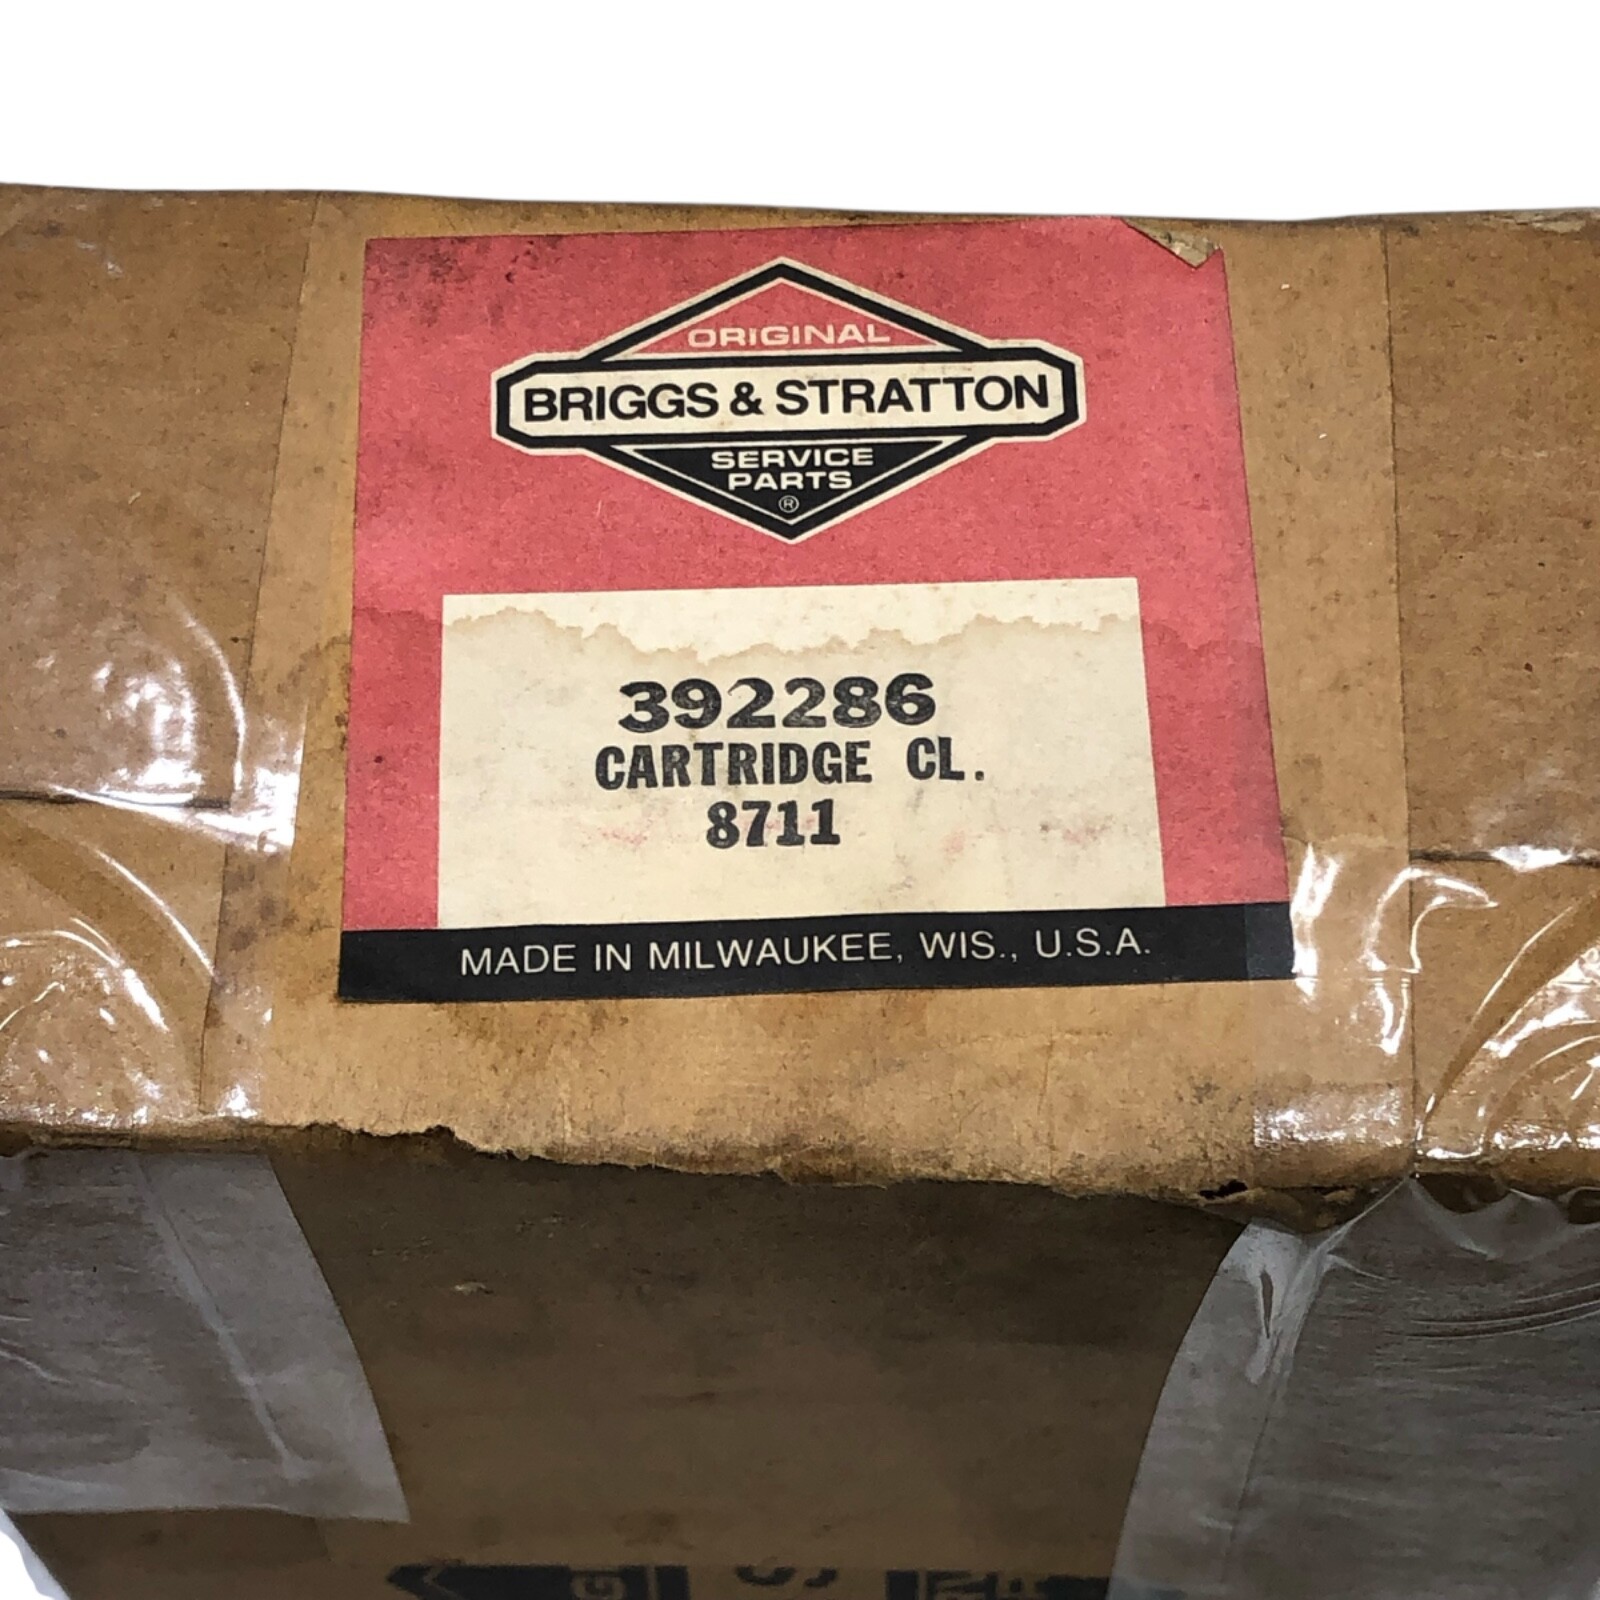 ORIGINAL
BRIGGS & STRATTON
SERVICE
PARTS
®
392286
CARTRIDGE CL.
8711
MADE IN MILWAUKEE, WIS., U.S.A.